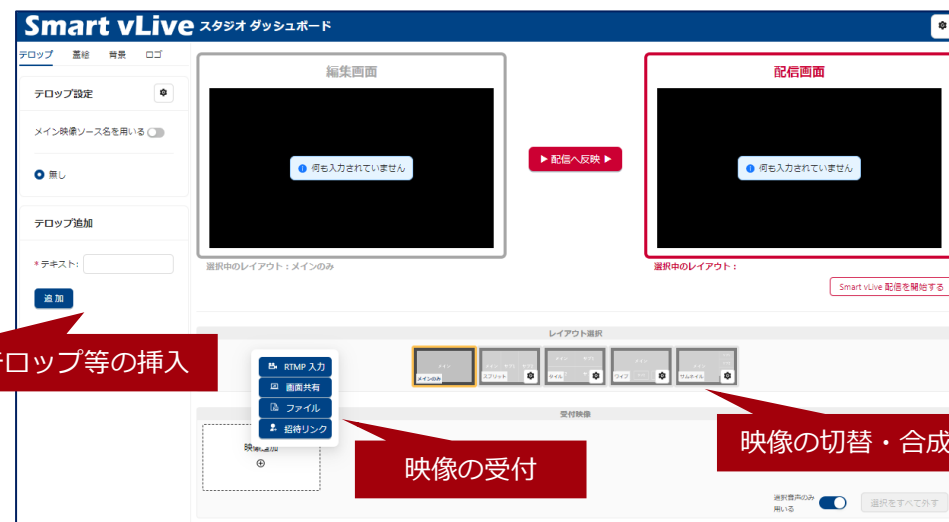 Smart vLive スタジオ ダッシュボード
テロップ 蓋絵 背景 ロゴ
テロップ設定
メイン映像ソース名を用いる
無し
テロップ追加
* テキスト:
追 加
テロップ等の挿入
編集画面
何も入力されていません
選択中のレイアウト：メインのみ
▶ 配信へ反映 ▶
配信画面
何も入力されていません
選択中のレイアウト：
Smart vLive 配信を開始する
レイアウト選択
メインのみ
スプリット
タイル
ワイプ
サムネイル
RTMP 入力
画面共有
ファイル
招待リンク
受付映像
映像追加
映像の受付
映像の切替・合成
選択音声のみ
用いる
選択をすべて外す